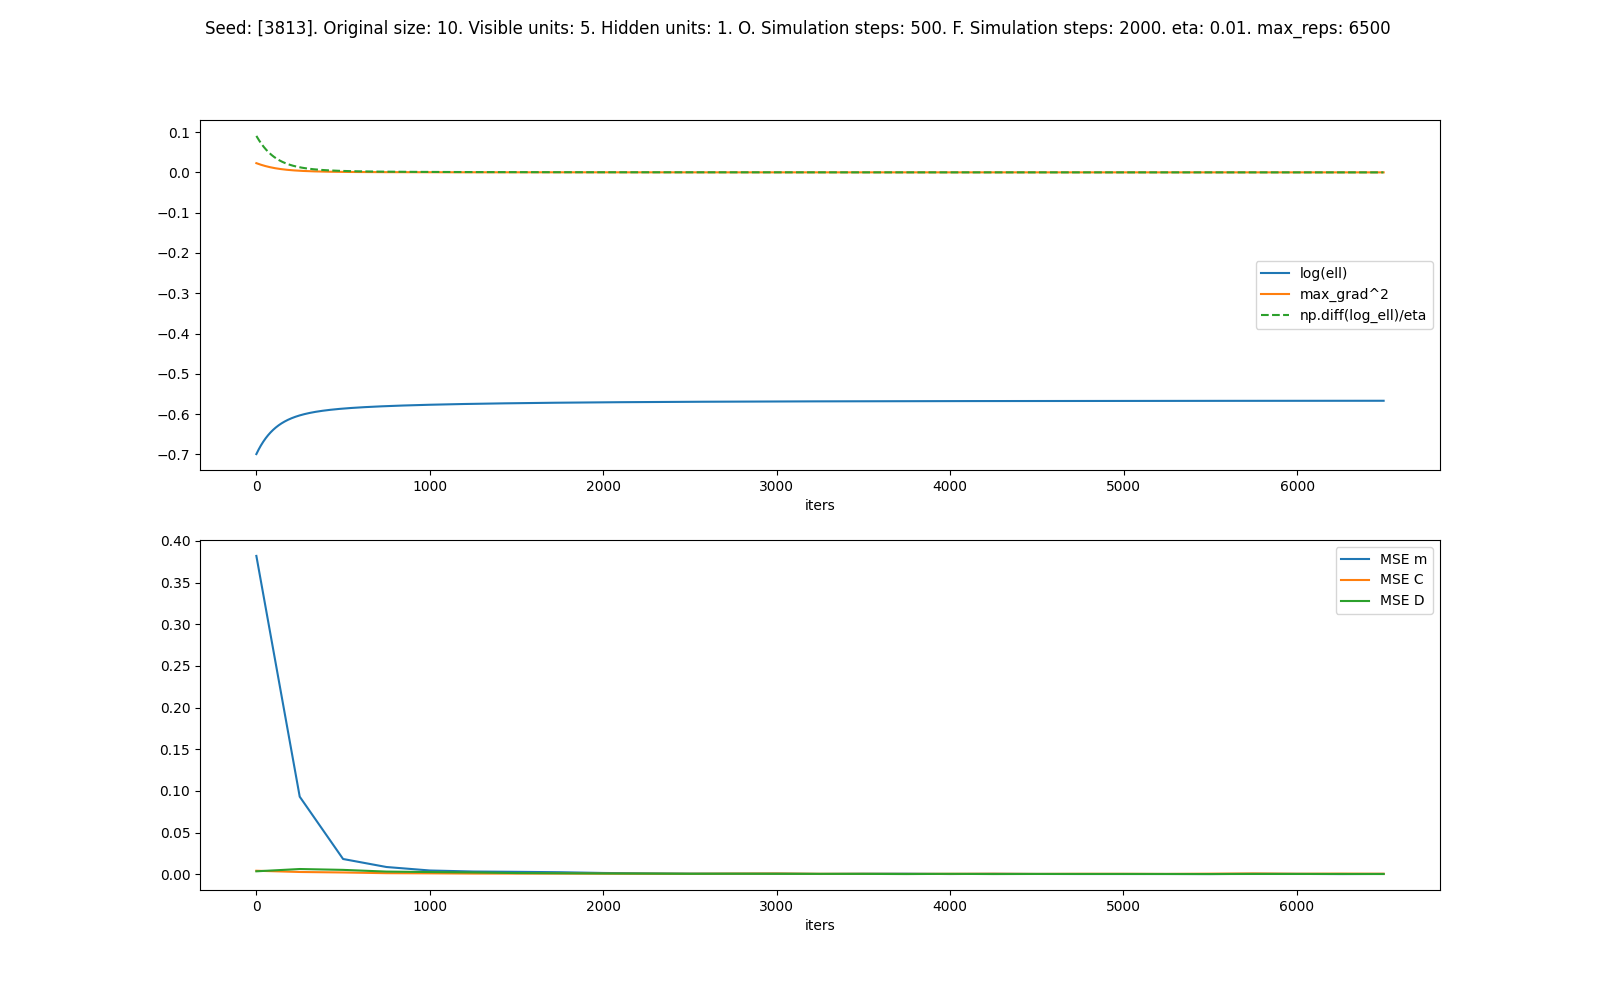 Seed: [3813]. Original size: 10. Visible units: 5. Hidden units: 1. O. Simulation steps: 500. F. Simulation steps: 2000. eta: 0.01. max_reps: 6500
0.1
0.0
−0.1
−0.2
−0.3
−0.4
−0.5
−0.6
−0.7
log(ell)
max_grad^2
np.diff(log_ell)/eta
0 1000 2000 3000 4000 5000 6000
iters
0.40
0.35
0.30
0.25
0.20
0.15
0.10
0.05
0.00
MSE m
MSE C
MSE D
0 1000 2000 3000 4000 5000 6000
iters